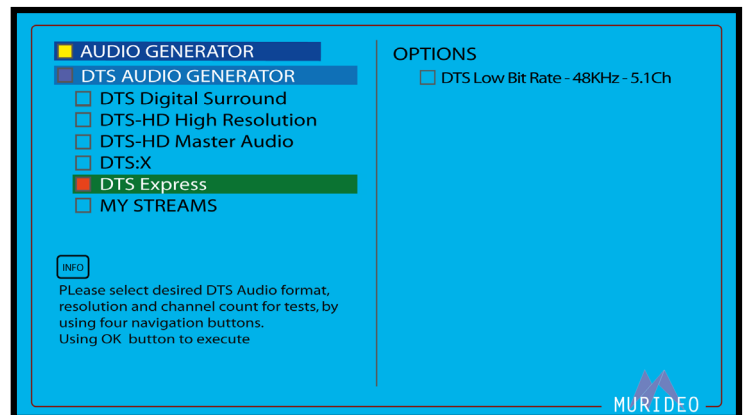 AUDIO GENERATOR
DTS AUDIO GENERATOR
DTS Digital Surround
DTS-HD High Resolution
DTS-HD Master Audio
DTS:X
DTS Express
MY STREAMS
INFO
PLease select desired DTS Audio format,
resolution and channel count for tests, by
using four navigation buttons.
Using OK button to execute
OPTIONS
DTS Low Bit Rate - 48KHz - 5.1Ch
MURIDEO